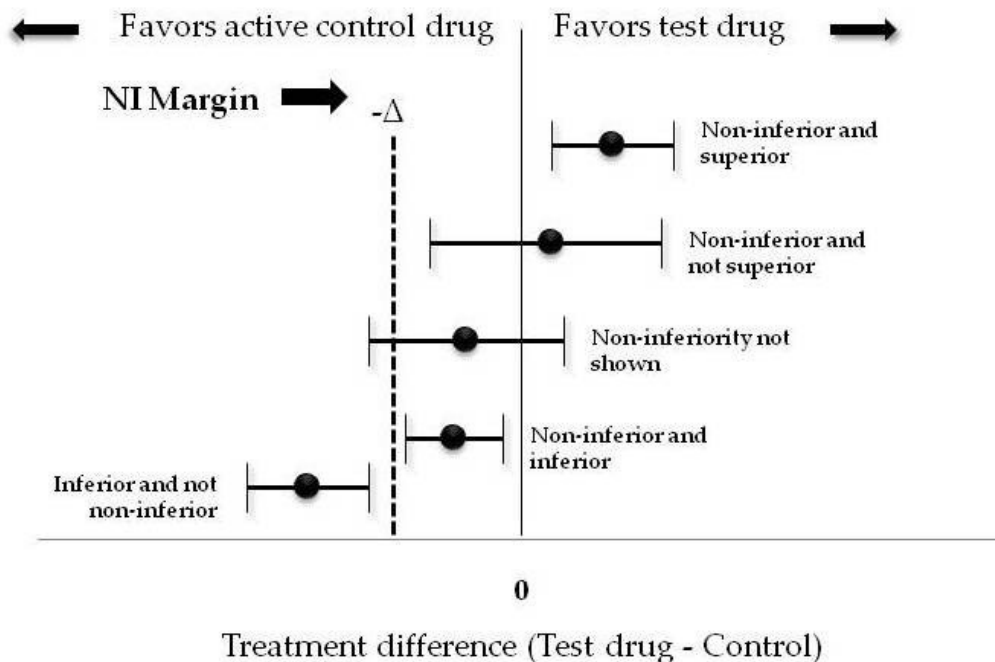 Favors active control drug
Favors test drug
NI Margin
-Δ
Non-inferior and
superior
Non-inferior and
not superior
Non-inferiority not
shown
Non-inferior and
inferior
Inferior and not
non-inferior
0
Treatment difference (Test drug - Control)